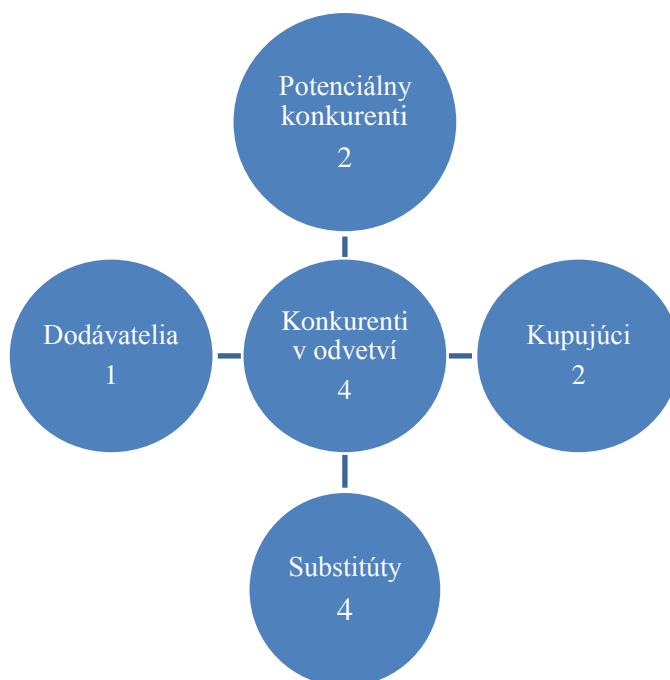 Potenciálny
konkurenti
2
Dodávatelia
1
Konkurenti
v odvetví
4
Kupujúci
2
Substitúty
4